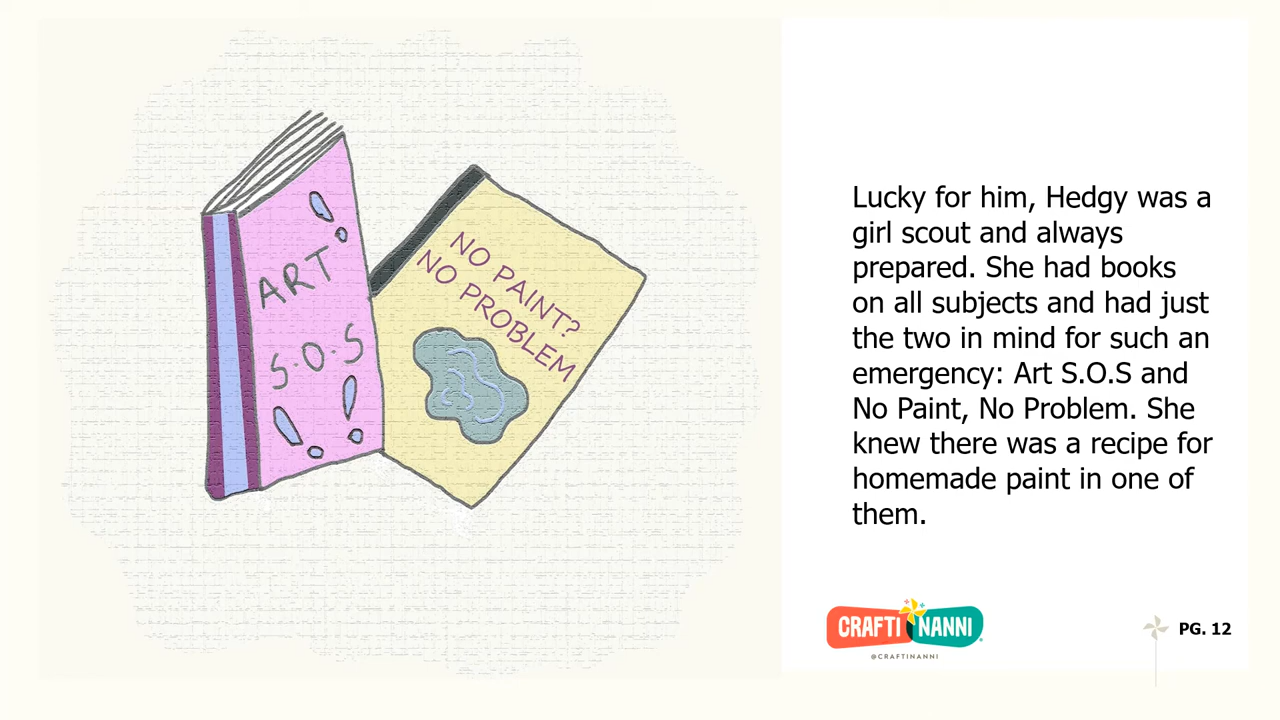 ART
S.O.S
NO PAINT?
NO PROBLEM
Lucky for him, Hedgy was a
girl scout and always
prepared. She had books
on all subjects and had just
the two in mind for such an
emergency: Art S.O.S and
No Paint, No Problem. She
knew there was a recipe for
homemade paint in one of
them.
CRAFTI NANNI
@CRAFTINANNI
PG. 12